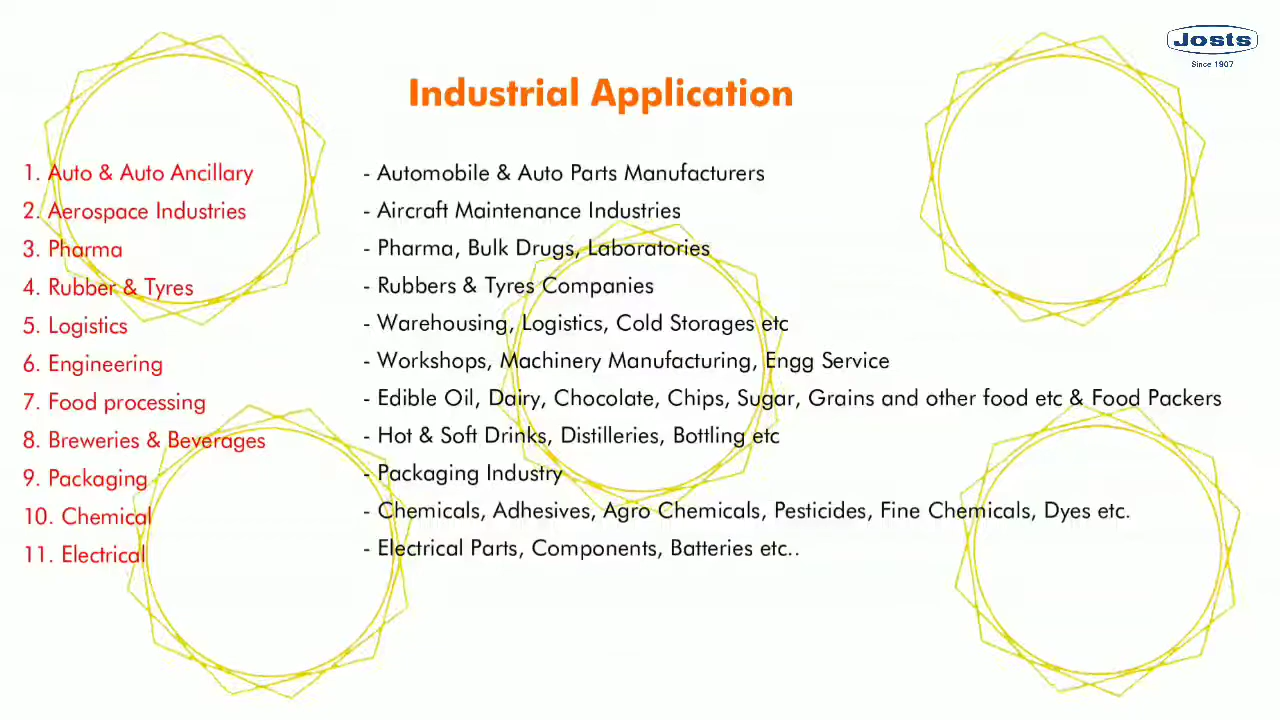 Josts
Since 1907
Industrial Application
1. Auto & Auto Ancillary - Automobile & Auto Parts Manufacturers
2. Aerospace Industries - Aircraft Maintenance Industries
3. Pharma - Pharma, Bulk Drugs, Laboratories
4. Rubber & Tyres - Rubbers & Tyres Companies
5. Logistics - Warehousing, Logistics, Cold Storages etc
6. Engineering - Workshops, Machinery Manufacturing, Engg Service
7. Food processing - Edible Oil, Dairy, Chocolate, Chips, Sugar, Grains and other food etc & Food Packers
8. Breweries & Beverages - Hot & Soft Drinks, Distilleries, Bottling etc
9. Packaging - Packaging Industry
10. Chemical - Chemicals, Adhesives, Agro Chemicals, Pesticides, Fine Chemicals, Dyes etc.
11. Electrical - Electrical Parts, Components, Batteries etc..